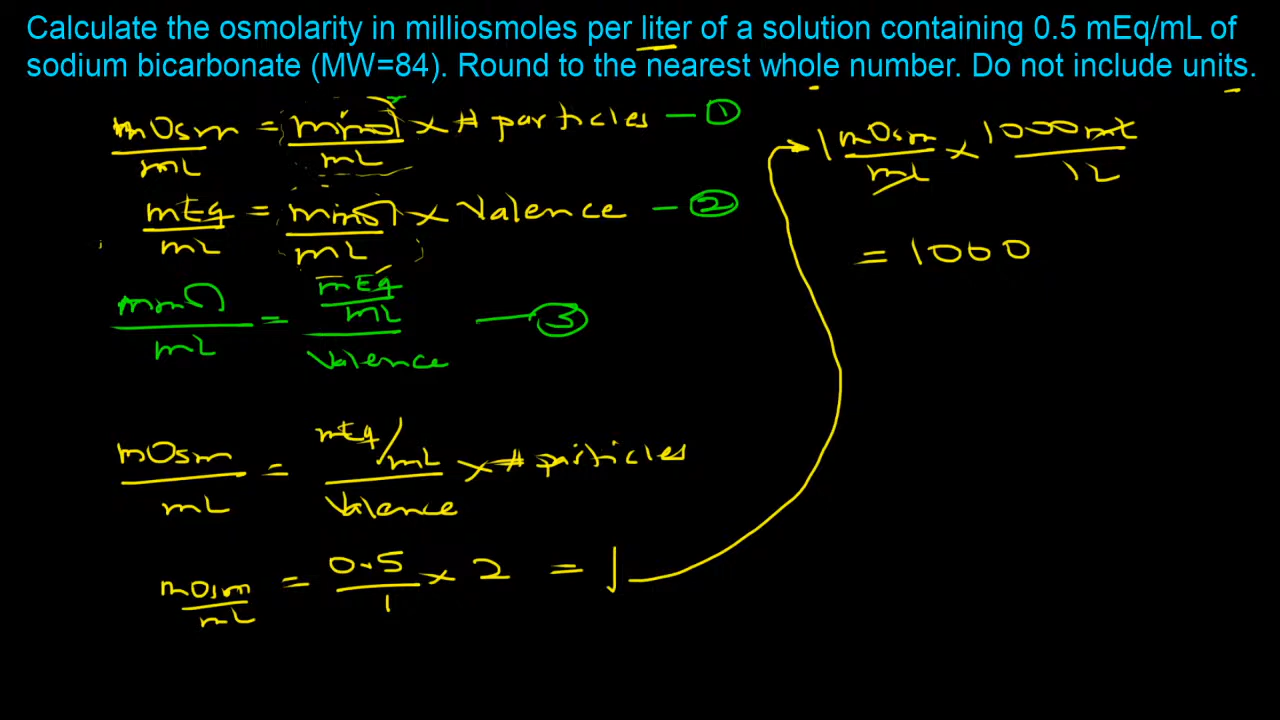 Calculate the osmolarity in milliosmoles per liter of a solution containing 0.5 mEq/mL of
sodium bicarbonate (MW=84). Round to the nearest whole number. Do not include units.
mOsm/mL = mmol/mL × # particles — ①
mEq/mL = mmol/mL × Valence — ②
mmol/mL = mEq/mL / Valence — ③
mOsm/mL = mEq/mL / Valence × # particles
mOsm/mL = 0.5/1 × 2 = 1
1 mOsm/mL × 1000mL/1L
= 1000